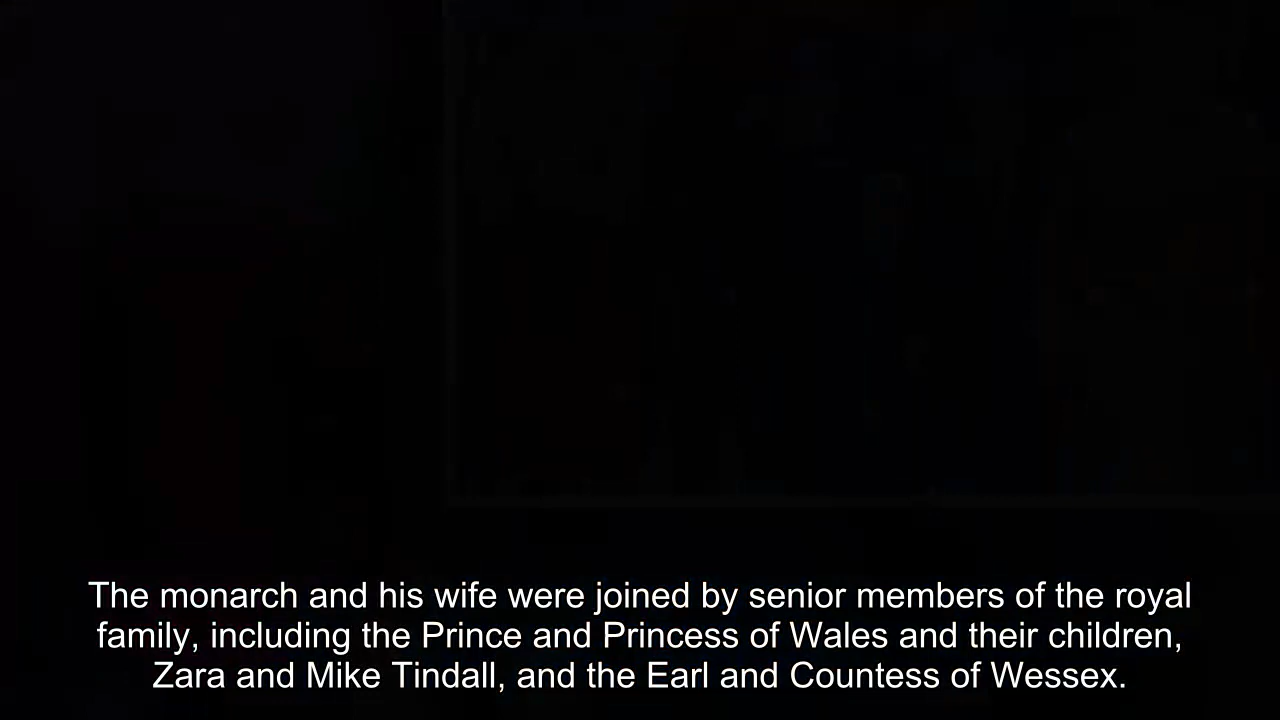 The monarch and his wife were joined by senior members of the royal
family, including the Prince and Princess of Wales and their children,
Zara and Mike Tindall, and the Earl and Countess of Wessex.